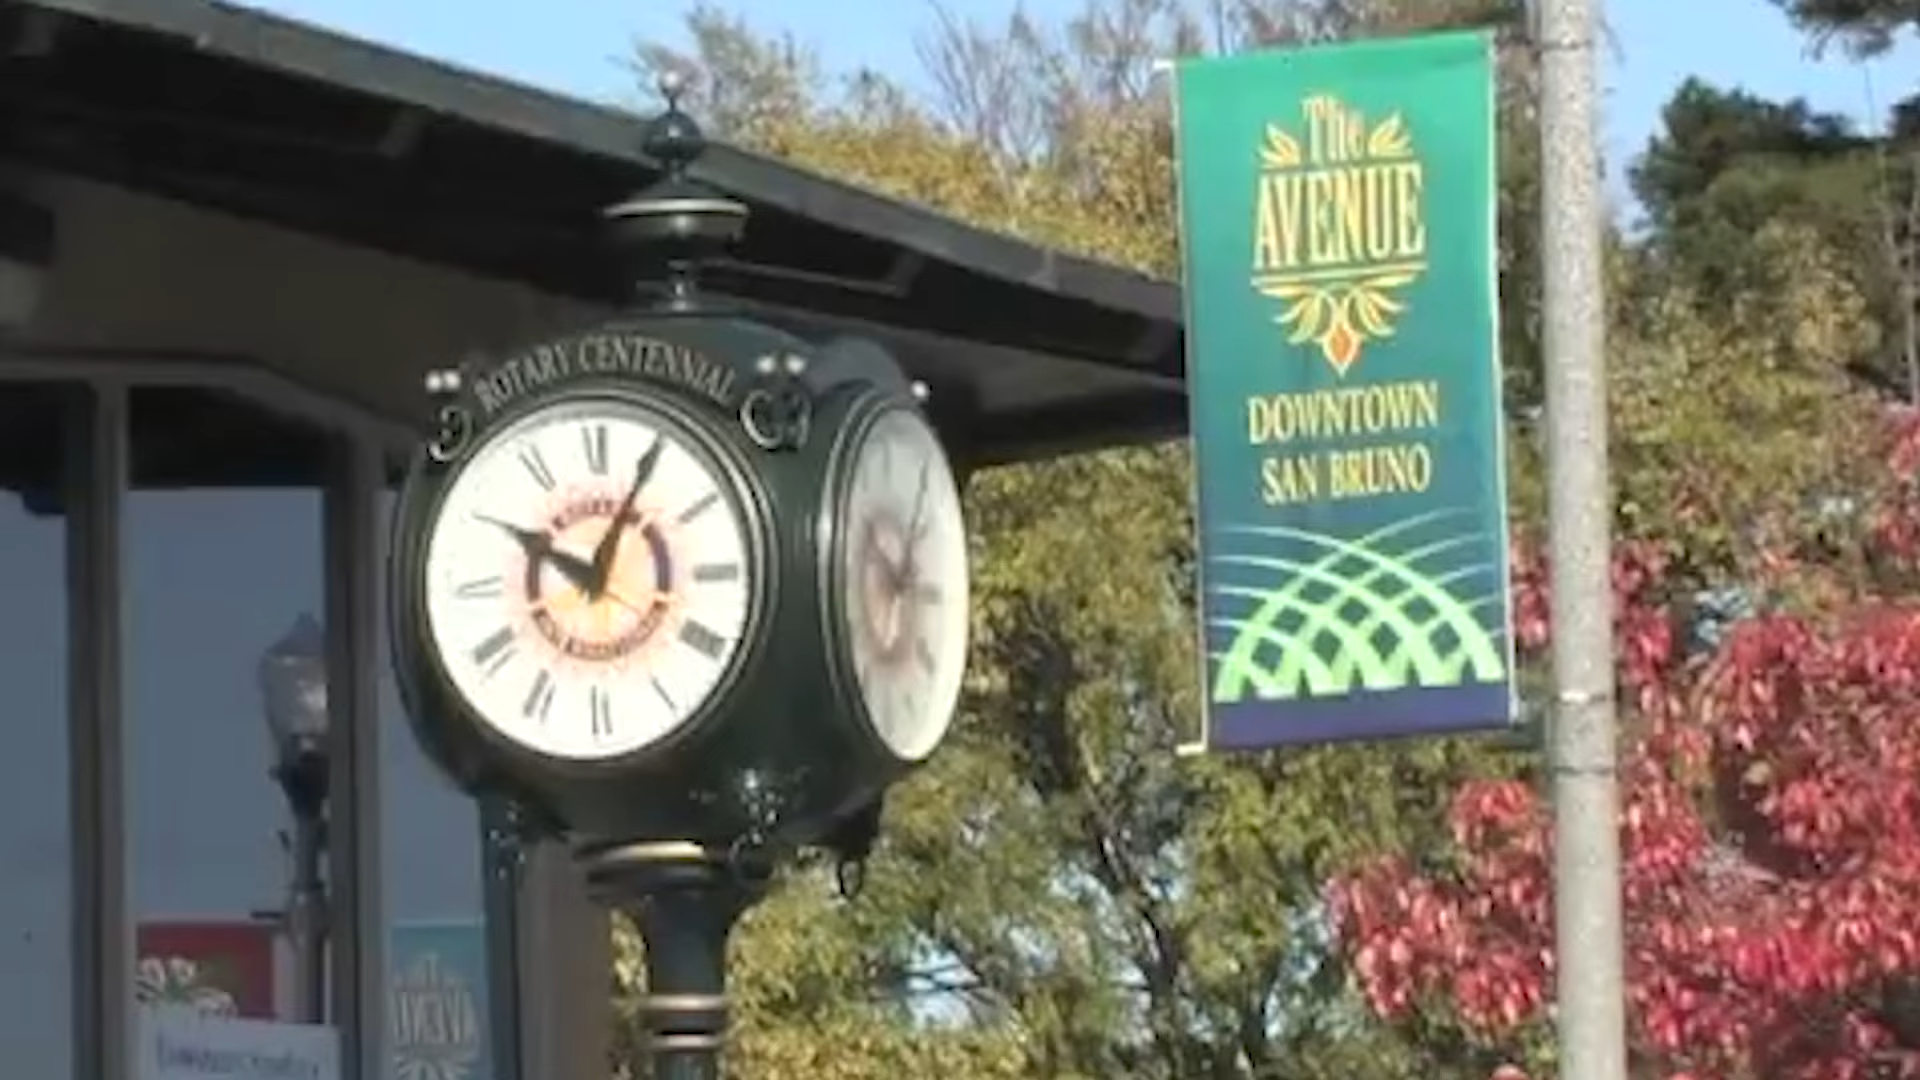 ROTARY CENTENNIAL
The
AVENUE
DOWNTOWN
SAN BRUNO